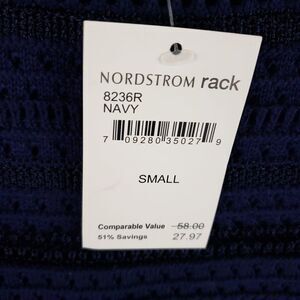 NORDSTROM rack
8236R
NAVY
7 09280 35027 9
SMALL
Comparable Value 58.00
51% Savings 27.97